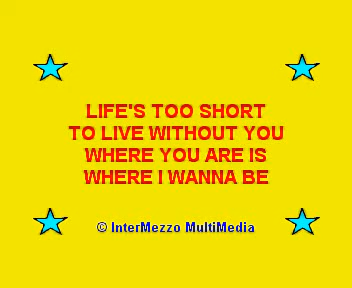 LIFE'S TOO SHORT
TO LIVE WITHOUT YOU
WHERE YOU ARE IS
WHERE I WANNA BE
© InterMezzo MultiMedia